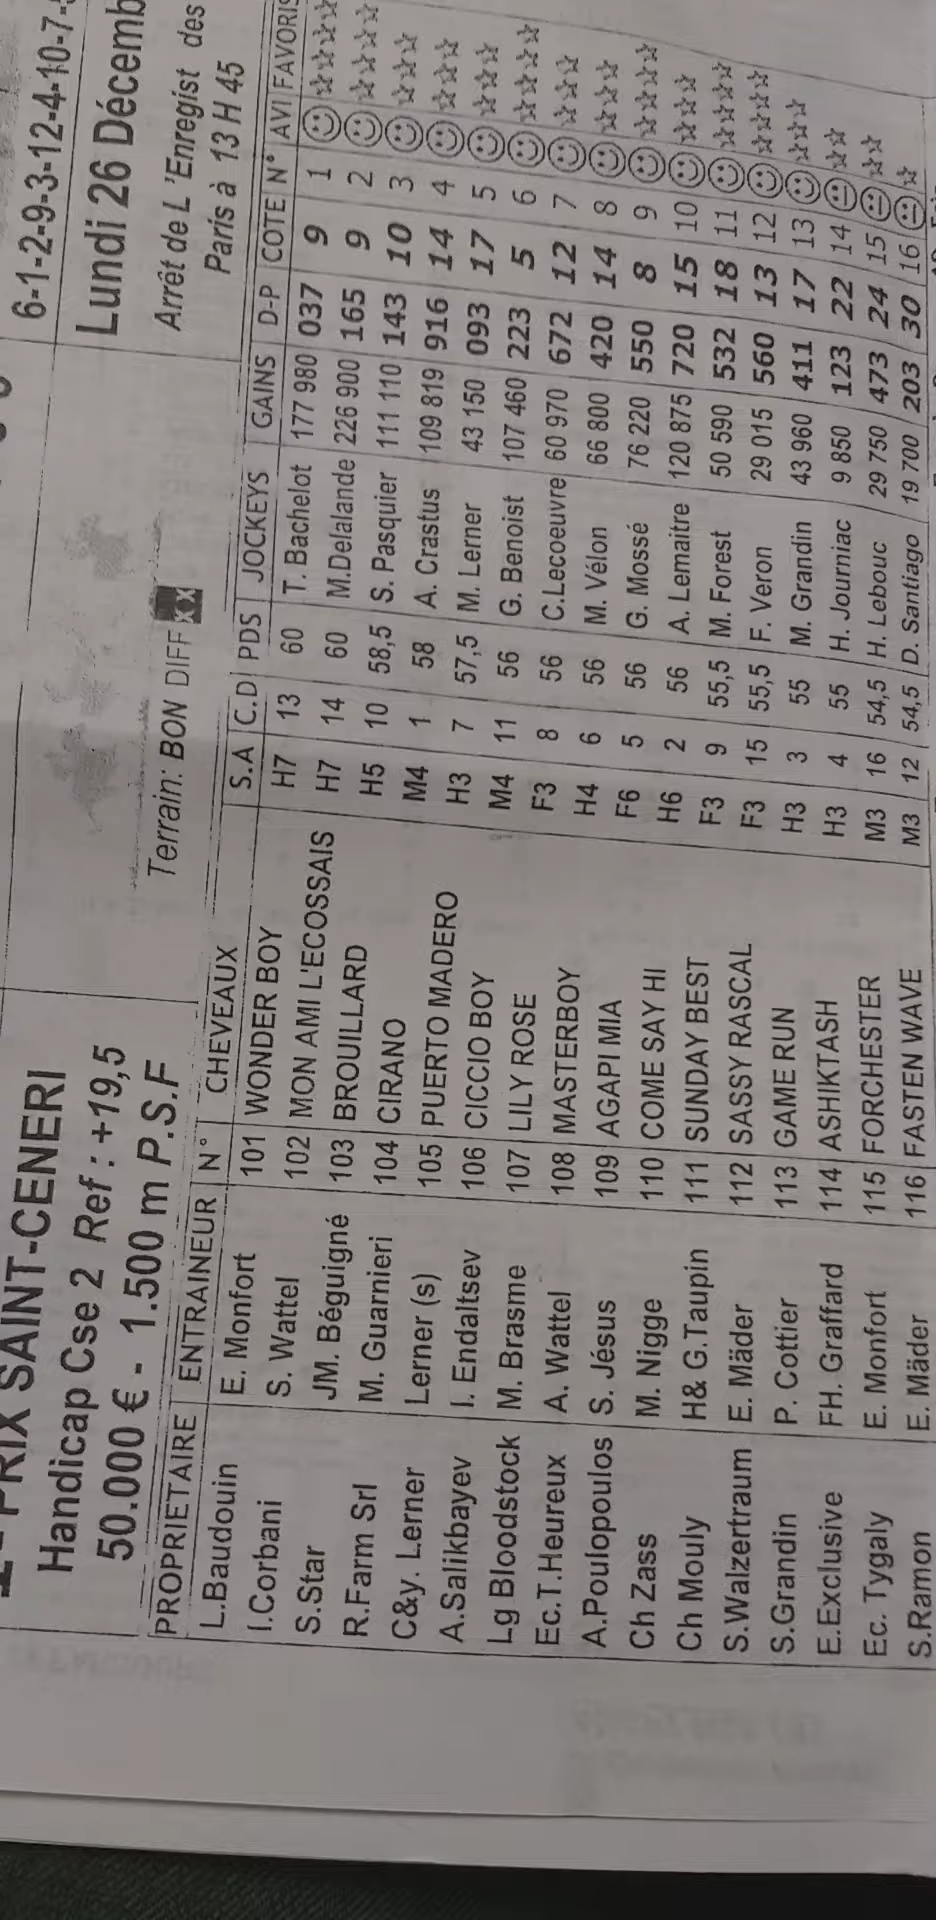 6-1-2-9-3-12-4-10-7-
PRIX SAINT-CENERI
Lundi 26 Décemb
Handicap Cse 2 Ref : +19,5
50.000 € - 1.500 m P.S.F
Terrain: BON DIFF XX
Arrêt de L 'Enregist des
Paris à 13 H 45
PROPRIETAIRE ENTRAINEUR N° CHEVEAUX S.A C.D PDS JOCKEYS GAINS D-P COTE N° AVI FAVORIS
L.Baudouin E. Monfort 101 WONDER BOY H7 13 60 T. Bachelot 177 980 037 9 1
I.Corbani S. Wattel 102 MON AMI L'ECOSSAIS H7 14 60 M.Delalande 226 900 165 9 2
S.Star JM. Béguigné 103 BROUILLARD H5 10 58,5 S. Pasquier 111 110 143 10 3
R.Farm Srl M. Guarnieri 104 CIRANO M4 1 58 A. Crastus 109 819 916 14 4
C&y. Lerner Lerner (s) 105 PUERTO MADERO H3 7 57,5 M. Lerner 43 150 093 17 5
A.Salikbayev I. Endaltsev 106 CICCIO BOY M4 11 56 G. Benoist 107 460 223 5 6
Lg Bloodstock M. Brasme 107 LILY ROSE F3 8 56 C.Lecoeuvre 60 970 672 12 7
Ec.T.Heureux A. Wattel 108 MASTERBOY H4 6 56 M. Vélon 66 800 420 14 8
A.Poulopoulos S. Jésus 109 AGAPI MIA F6 5 56 G. Mossé 76 220 550 8 9
Ch Zass M. Nigge 110 COME SAY HI H6 2 56 A. Lemaitre 120 875 720 15 10
Ch Mouly H& G.Taupin 111 SUNDAY BEST F3 9 55,5 M. Forest 50 590 532 18 11
S.Walzertraum E. Mäder 112 SASSY RASCAL F3 15 55,5 F. Veron 29 015 560 13 12
S.Grandin P. Cottier 113 GAME RUN H3 3 55 M. Grandin 43 960 411 17 13
E.Exclusive FH. Graffard 114 ASHIKTASH H3 4 55 H. Journiac 9 850 123 22 14
Ec. Tygaly E. Monfort 115 FORCHESTER M3 16 54,5 H. Lebouc 29 750 473 24 15
S.Ramon E. Mäder 116 FASTEN WAVE M3 12 54,5 D. Santiago 19 700 203 30 16